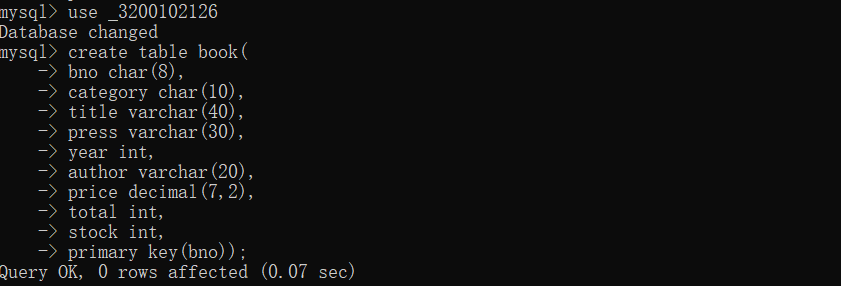 mysql> use _3200102126
Database changed
mysql> create table book(
    -> bno char(8),
    -> category char(10),
    -> title varchar(40),
    -> press varchar(30),
    -> year int,
    -> author varchar(20),
    -> price decimal(7,2),
    -> total int,
    -> stock int,
    -> primary key(bno));
Query OK, 0 rows affected (0.07 sec)